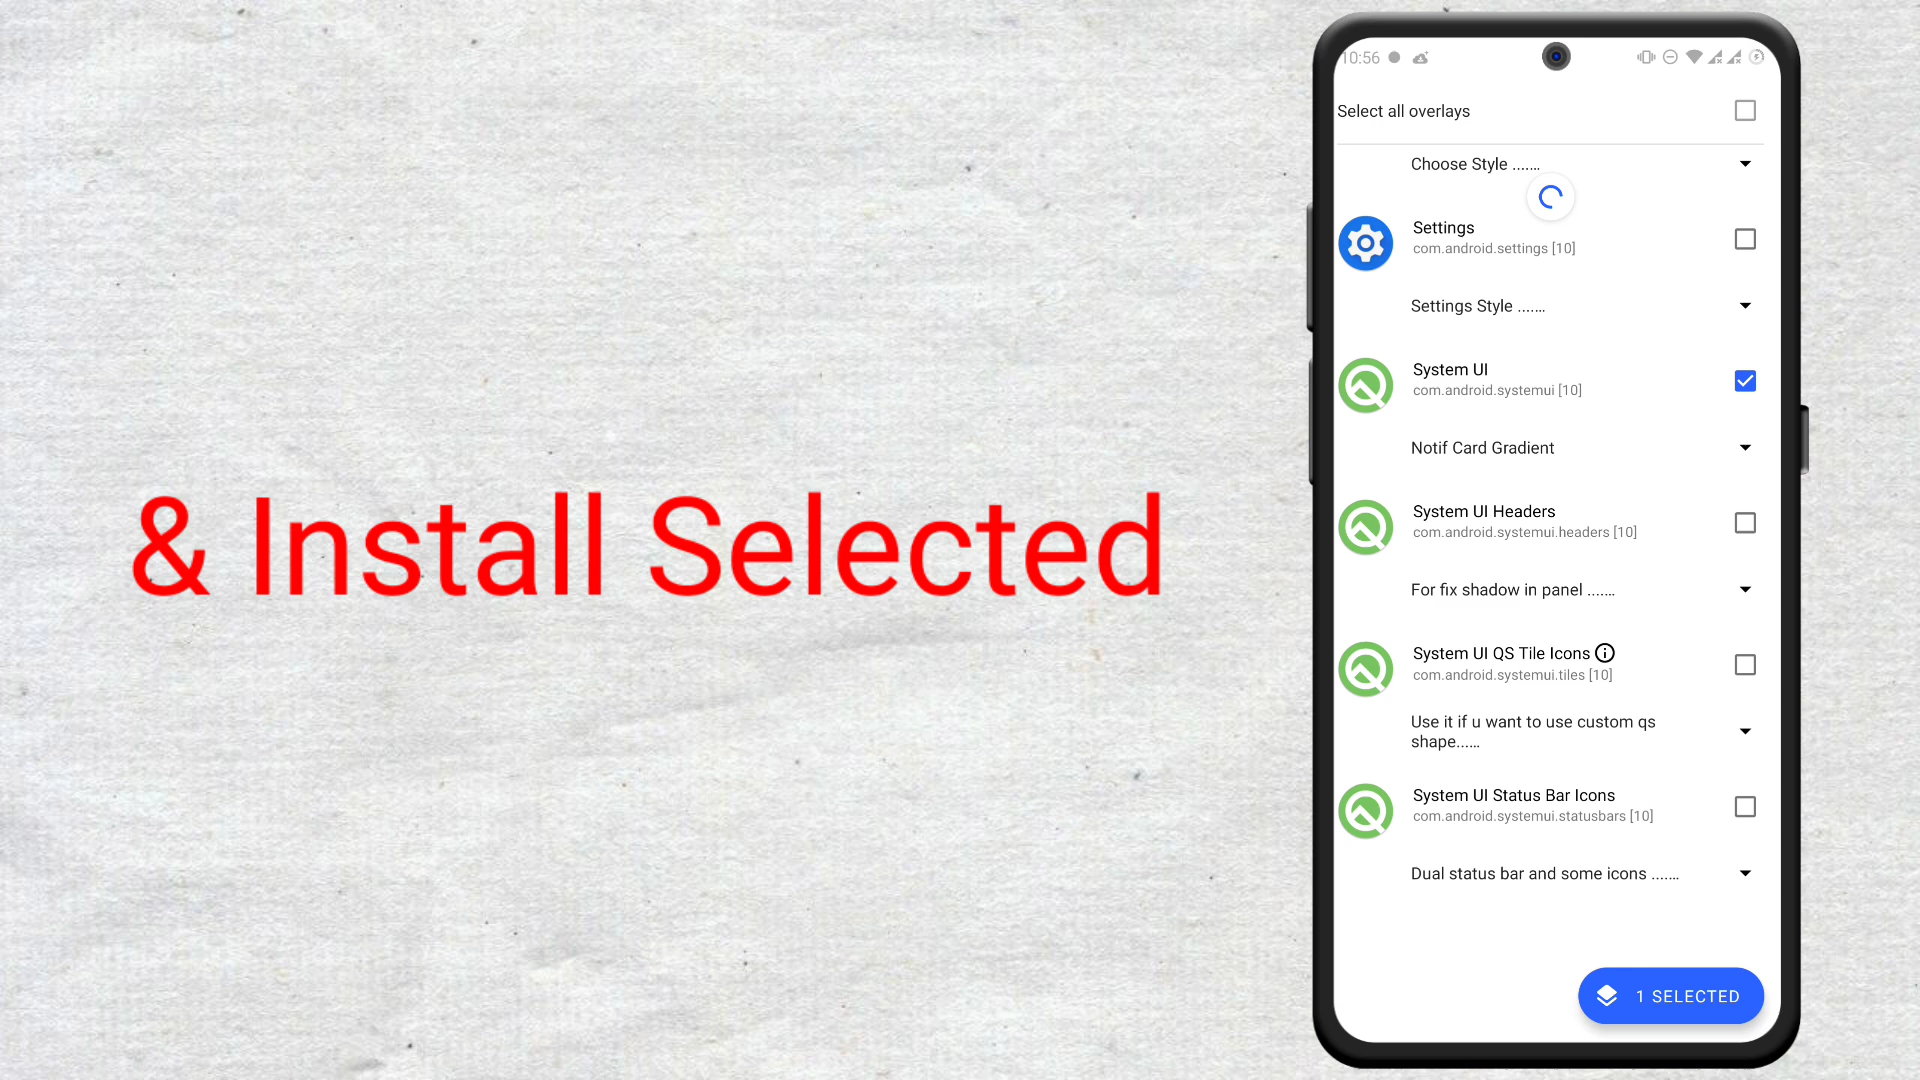 & Install Selected
10:56
Select all overlays
Choose Style .......
Settings
com.android.settings [10]
Settings Style .......
System UI
com.android.systemui [10]
Notif Card Gradient
System UI Headers
com.android.systemui.headers [10]
For fix shadow in panel .......
System UI QS Tile Icons
com.android.systemui.tiles [10]
Use it if u want to use custom qs
shape......
System UI Status Bar Icons
com.android.systemui.statusbars [10]
Dual status bar and some icons .......
1 SELECTED